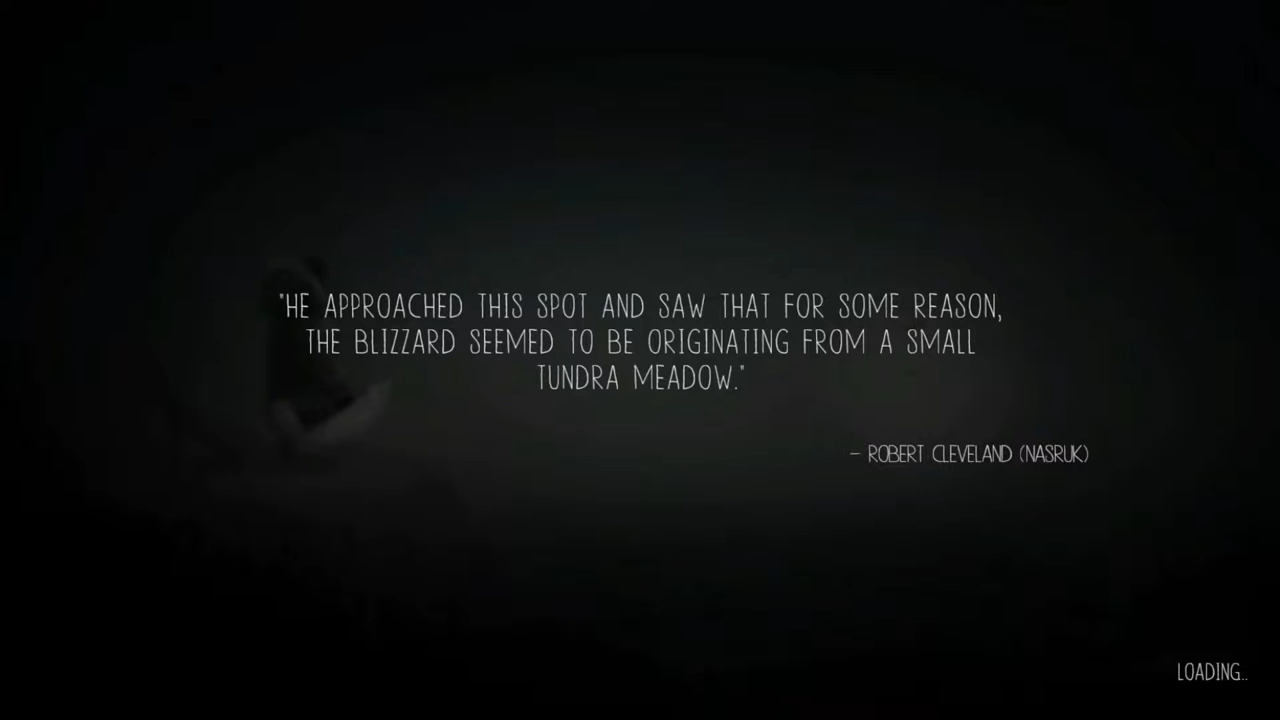 "HE APPROACHED THIS SPOT AND SAW THAT FOR SOME REASON,
THE BLIZZARD SEEMED TO BE ORIGINATING FROM A SMALL
TUNDRA MEADOW."
– ROBERT CLEVELAND (NASRUK)
LOADING..